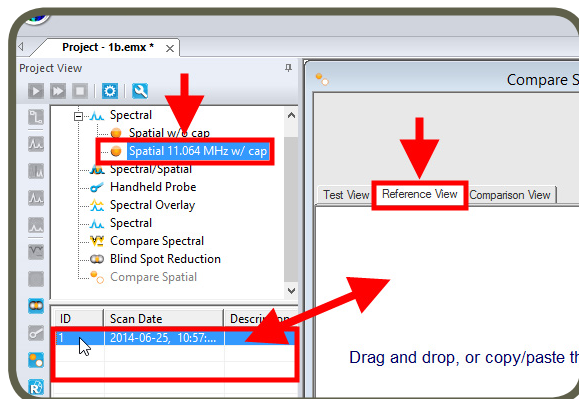 Project - 1b.emx *
Project View
Compare S
Spectral
Spatial w/o cap
Spatial 11.064 MHz w/ cap
Spectral/Spatial
Handheld Probe
Spectral Overlay
Spectral
Compare Spectral
Blind Spot Reduction
Compare Spatial
Test View Reference View Comparison View
ID Scan Date Description
1 2014-06-25, 10:57:...
Drag and drop, or copy/paste th